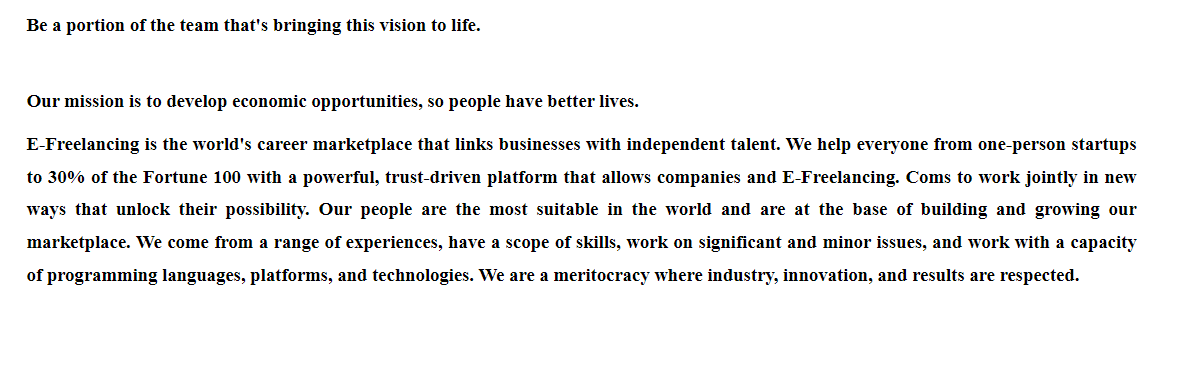 Be a portion of the team that's bringing this vision to life.
Our mission is to develop economic opportunities, so people have better lives.
E-Freelancing is the world's career marketplace that links businesses with independent talent. We help everyone from one-person startups
to 30% of the Fortune 100 with a powerful, trust-driven platform that allows companies and E-Freelancing. Coms to work jointly in new
ways that unlock their possibility. Our people are the most suitable in the world and are at the base of building and growing our
marketplace. We come from a range of experiences, have a scope of skills, work on significant and minor issues, and work with a capacity
of programming languages, platforms, and technologies. We are a meritocracy where industry, innovation, and results are respected.